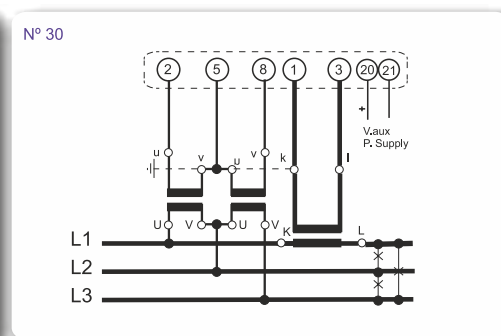 Nº 30
2 5 8 1 3 20 21
+
V.aux
P. Supply
u v u v k l
U V U V K L
L1
L2
L3